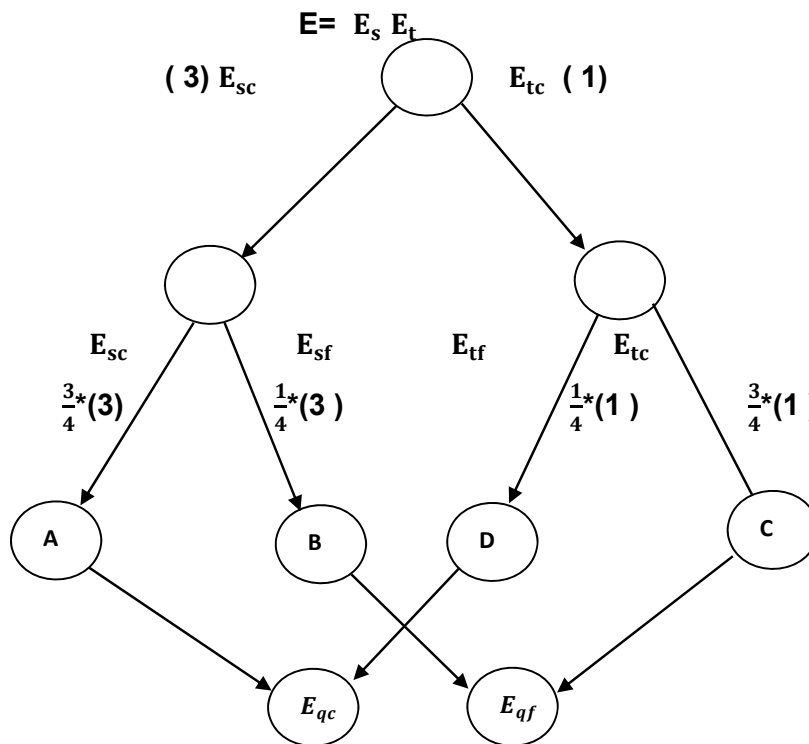 E= E_s E_t
( 3) E_sc E_tc ( 1)
E_sc E_sf E_tf E_tc
3/4*(3) 1/4*(3 ) 1/4*(1 ) 3/4*(1 )
A B D C
E_qc E_qf